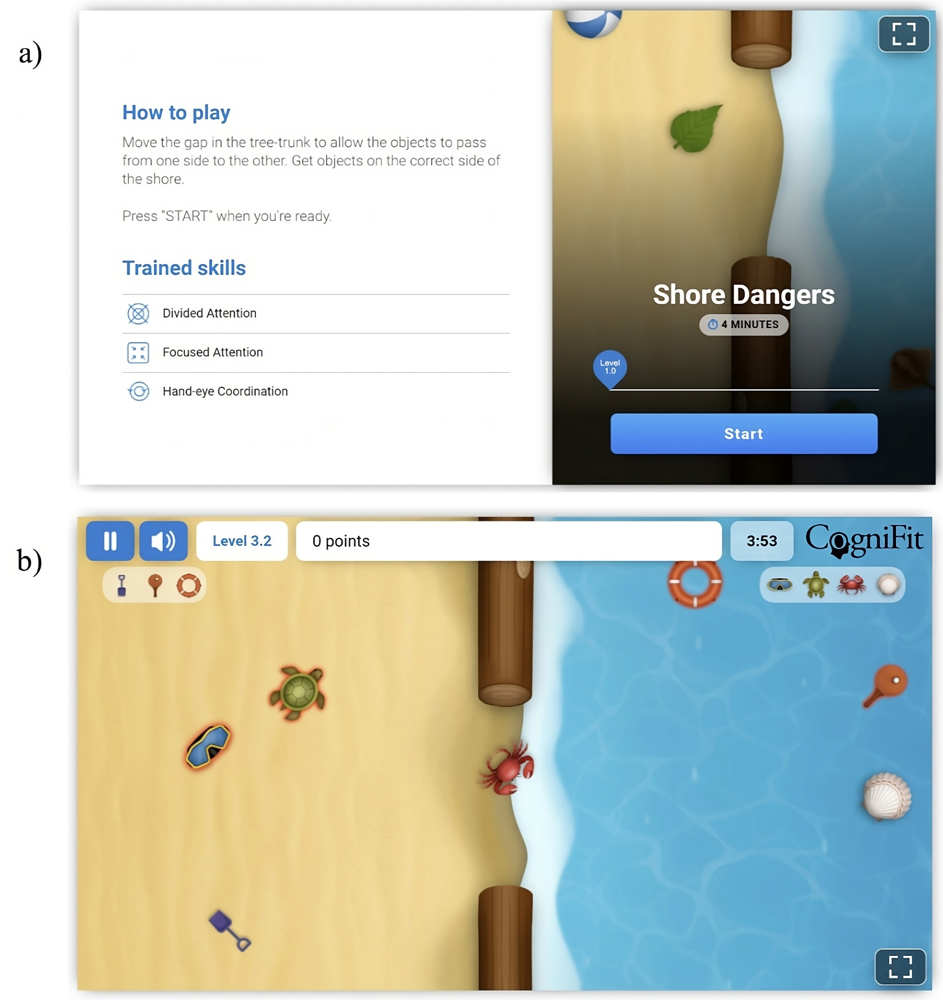 a)
How to play
Move the gap in the tree-trunk to allow the objects to pass
from one side to the other. Get objects on the correct side of
the shore.
Press "START" when you're ready.
Trained skills
Divided Attention
Focused Attention
Hand-eye Coordination
Shore Dangers
4 MINUTES
Level
1.0
Start
b)
Level 3.2
0 points
3:53
CogniFit